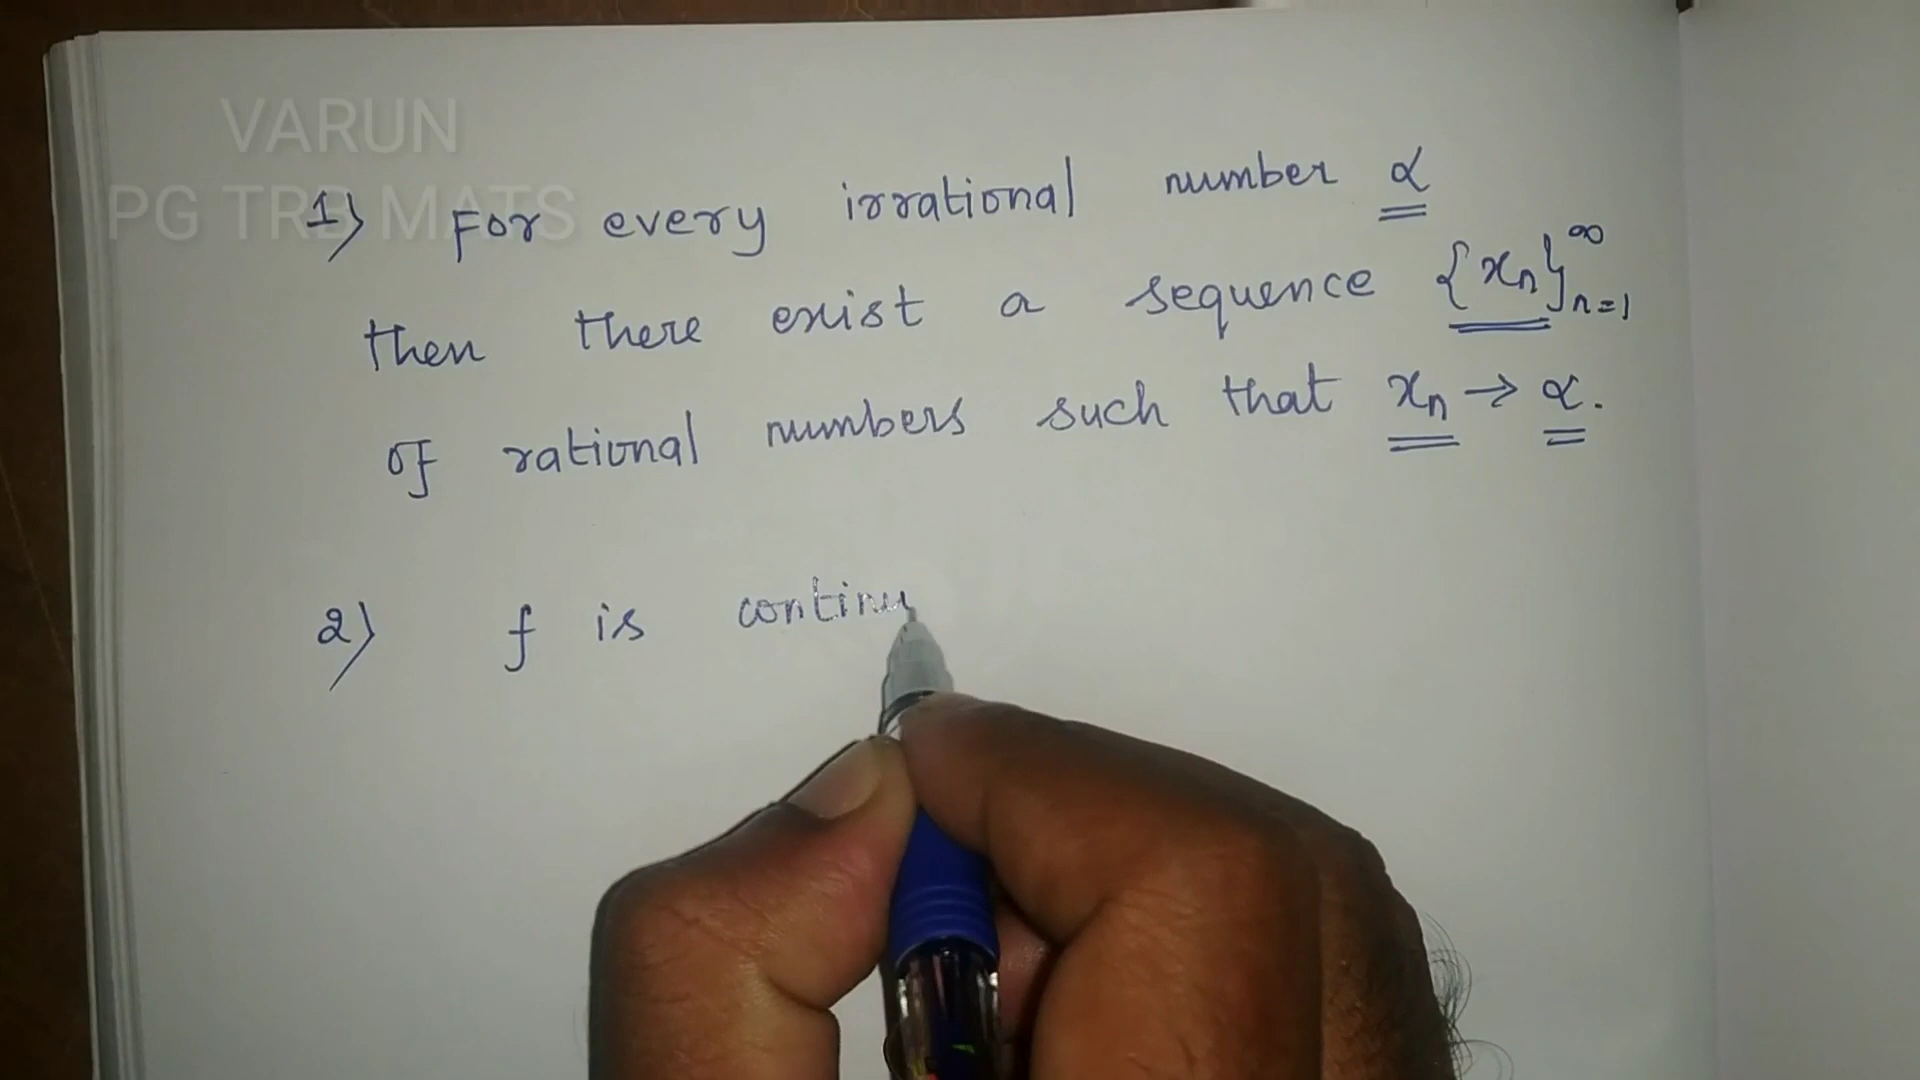 VARUN
PG TRB MATS
1) For every irrational number α
then there exist a sequence {xn}∞n=1
of rational numbers such that xn → α.
2) f is continu